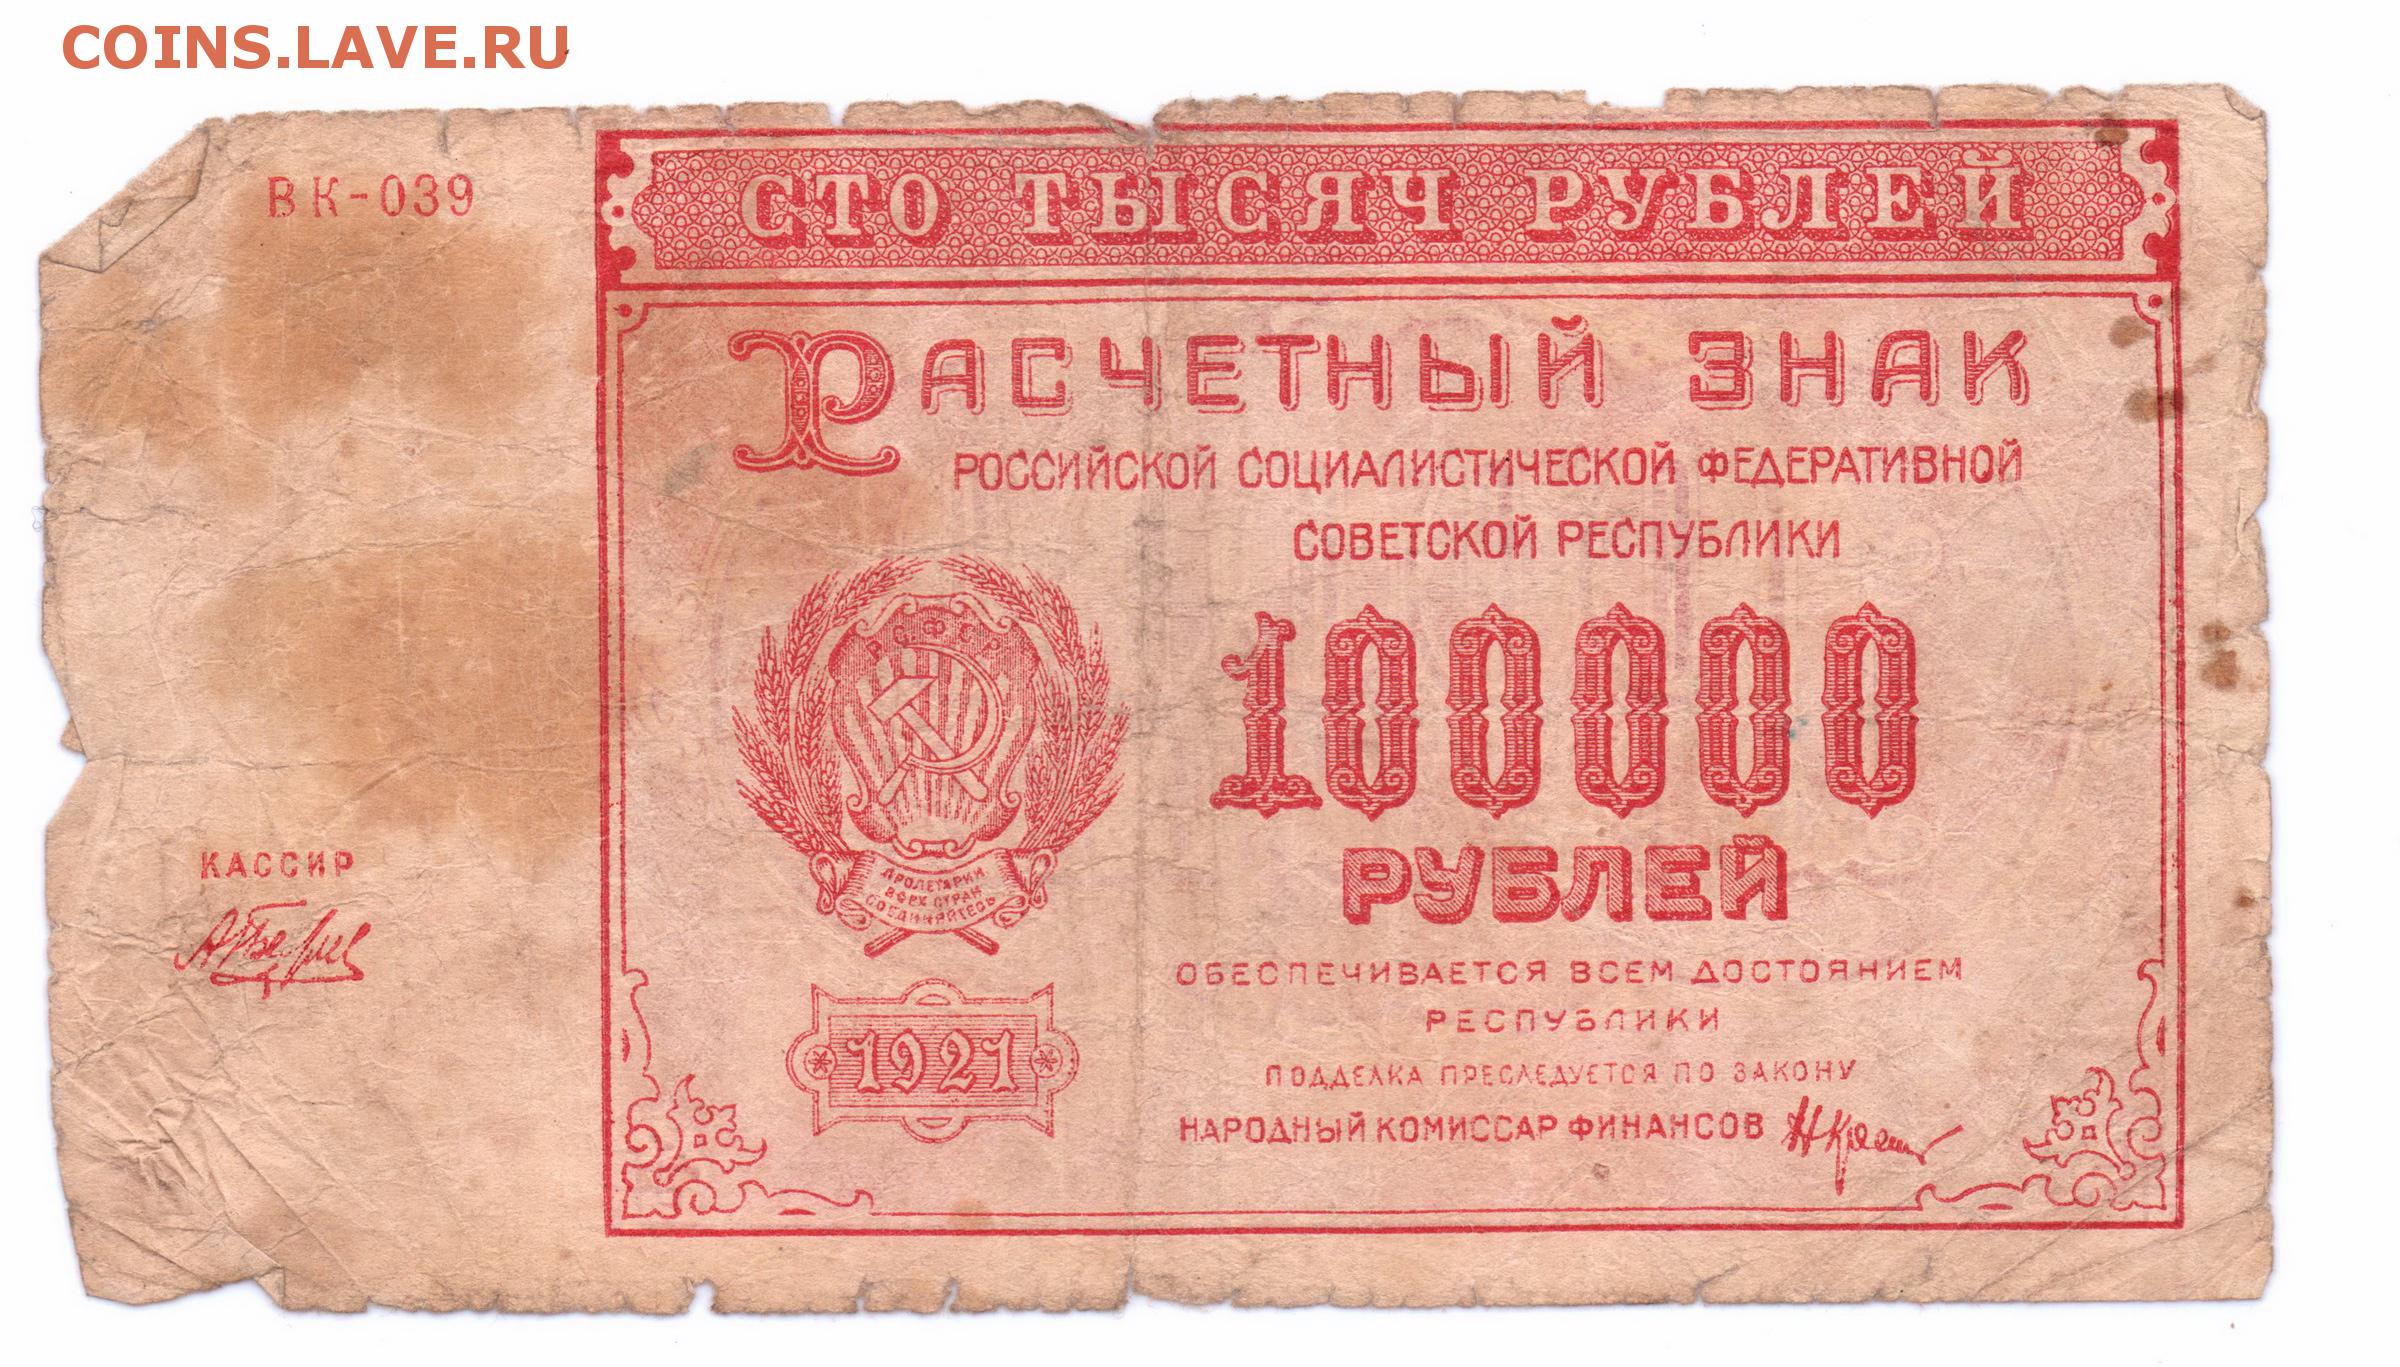 COINS.LAVE.RU
ВК-039
СТО ТЫСЯЧ РУБЛЕЙ
РАСЧЕТНЫЙ ЗНАК
РОССИЙСКОЙ СОЦИАЛИСТИЧЕСКОЙ ФЕДЕРАТИВНОЙ
СОВЕТСКОЙ РЕСПУБЛИКИ
Р.С.Ф.С.Р.
100000
РУБЛЕЙ
ПРОЛЕТАРИИ
ВСЕХ СТРАН
СОЕДИНЯЙТЕСЬ
КАССИР
1921
ОБЕСПЕЧИВАЕТСЯ ВСЕМ ДОСТОЯНИЕМ
РЕСПУБЛИКИ
ПОДДЕЛКА ПРЕСЛЕДУЕТСЯ ПО ЗАКОНУ
НАРОДНЫЙ КОМИССАР ФИНАНСОВ